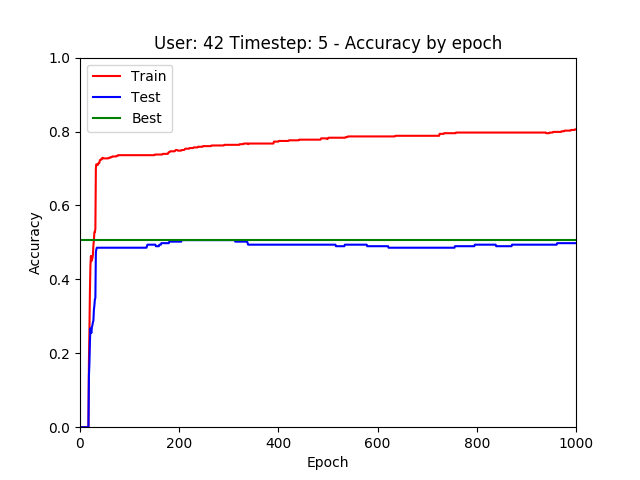 User: 42 Timestep: 5 - Accuracy by epoch
Train
Test
Best
1.0
0.8
0.6
0.4
0.2
0.0
Accuracy
0 200 400 600 800 1000
Epoch